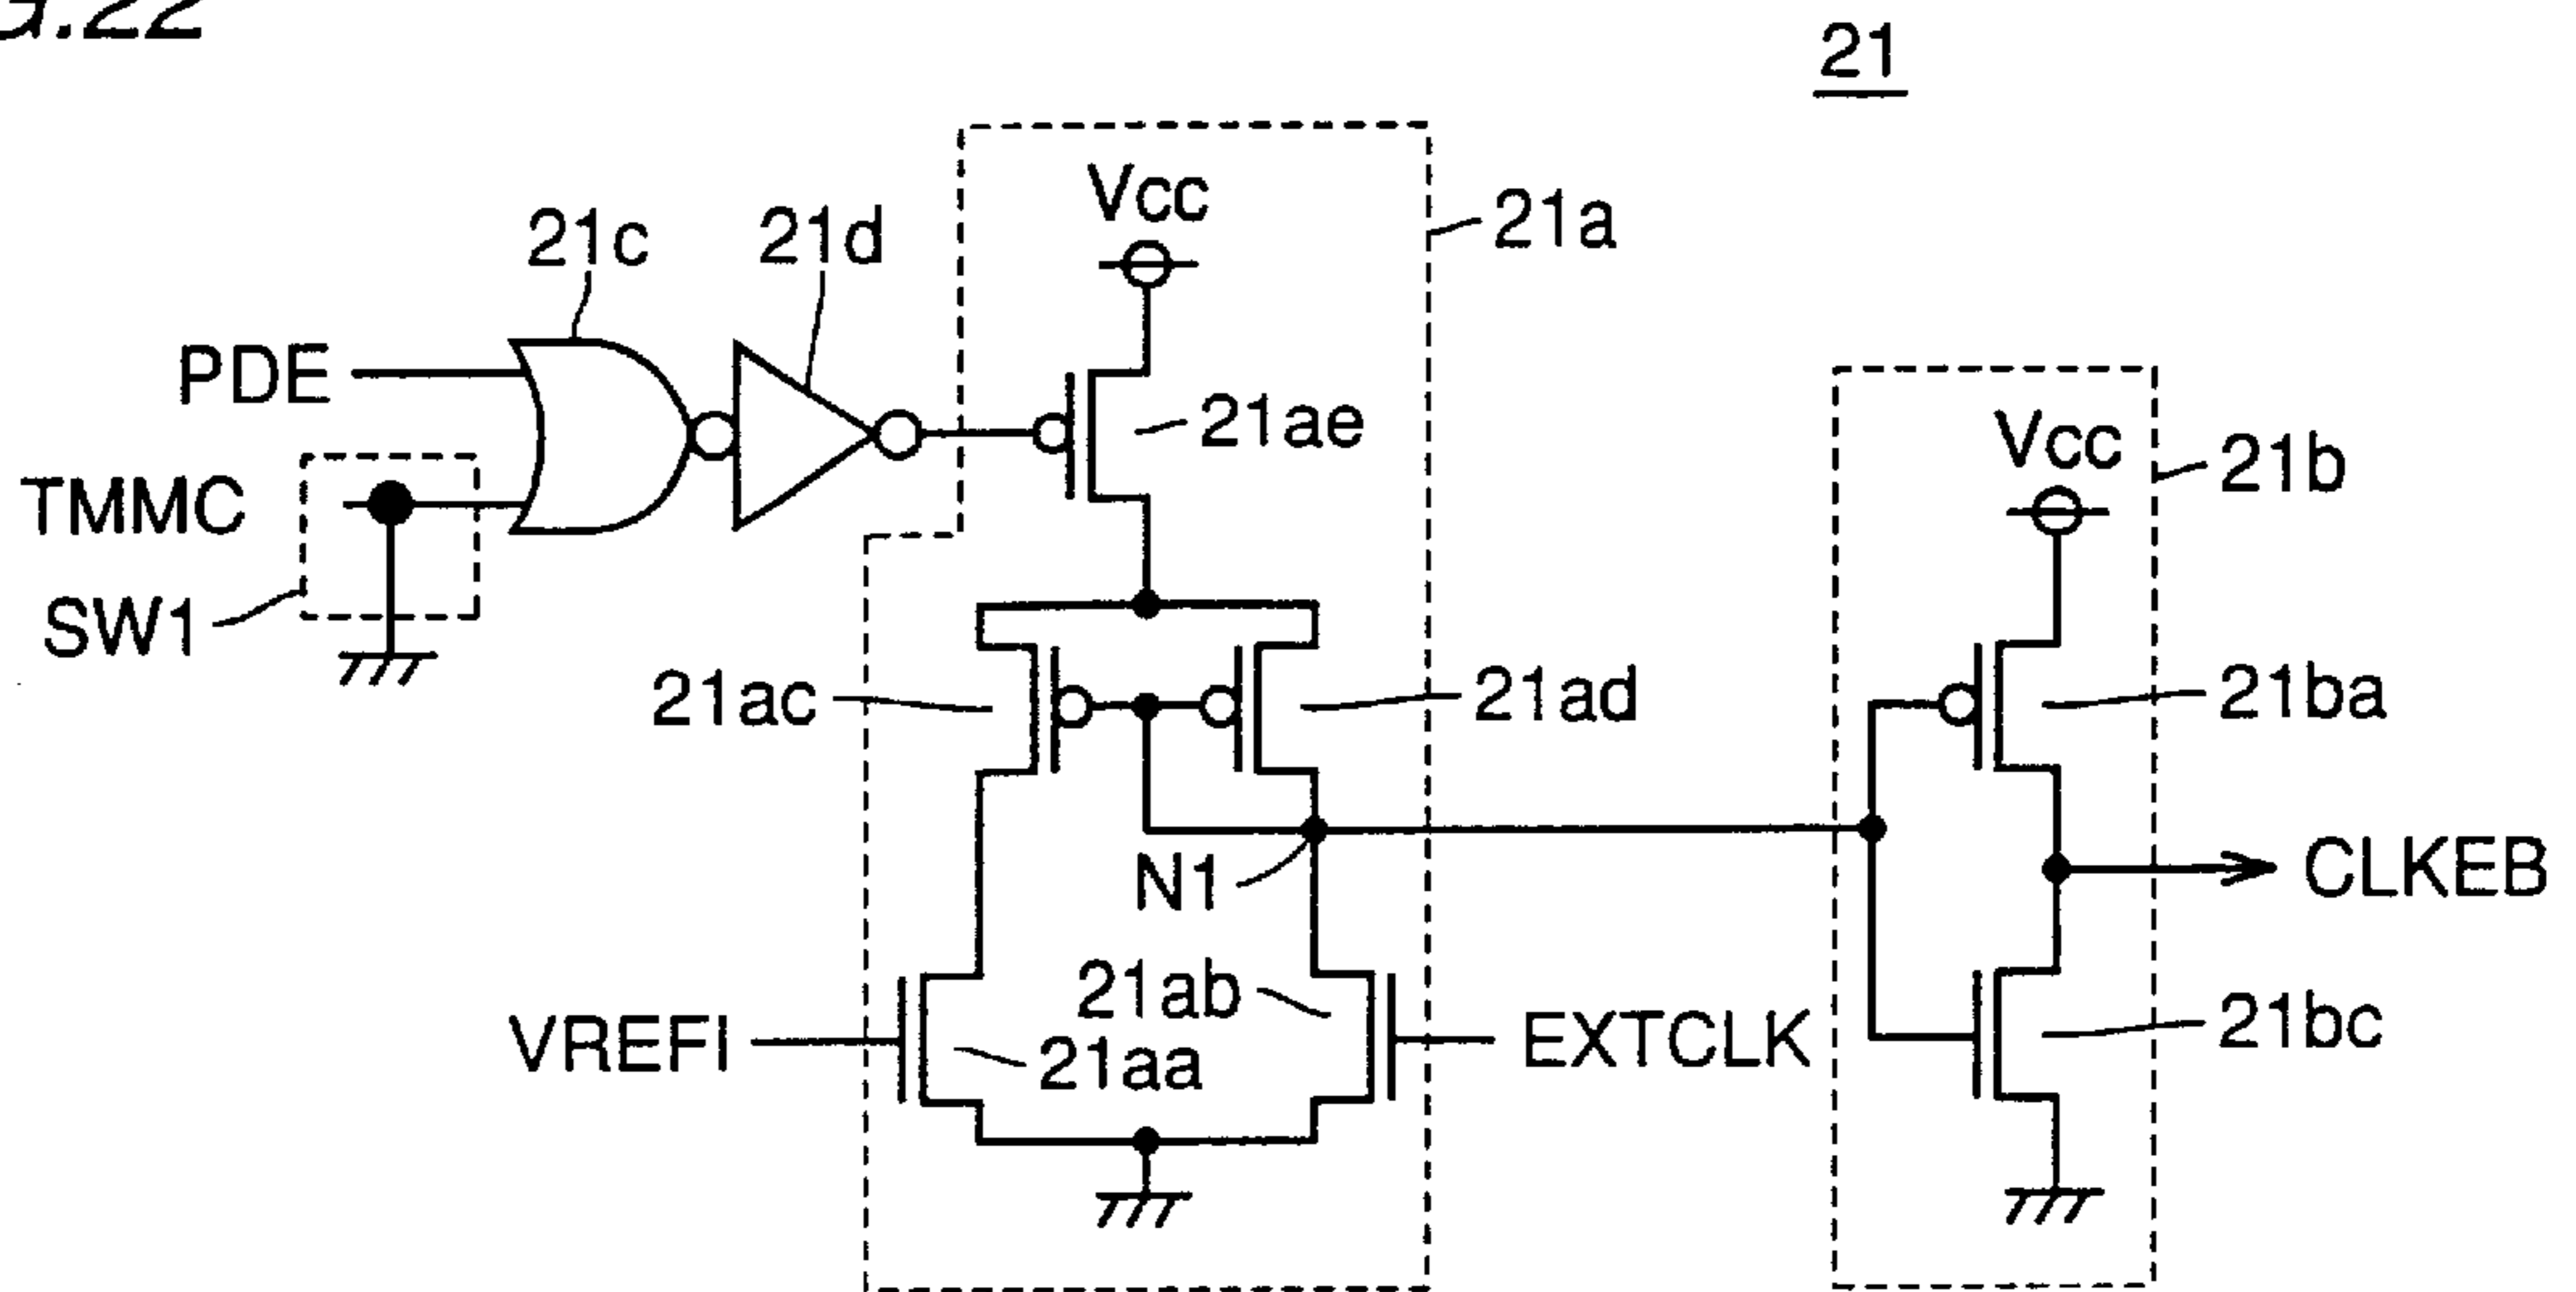 G.22
21
Vcc
21a
21c
21d
PDE
21ae
TMMC
SW1
Vcc
21b
21ac
21ad
21ba
N1
CLKEB
21ab
VREFI
21aa
EXTCLK
21bc